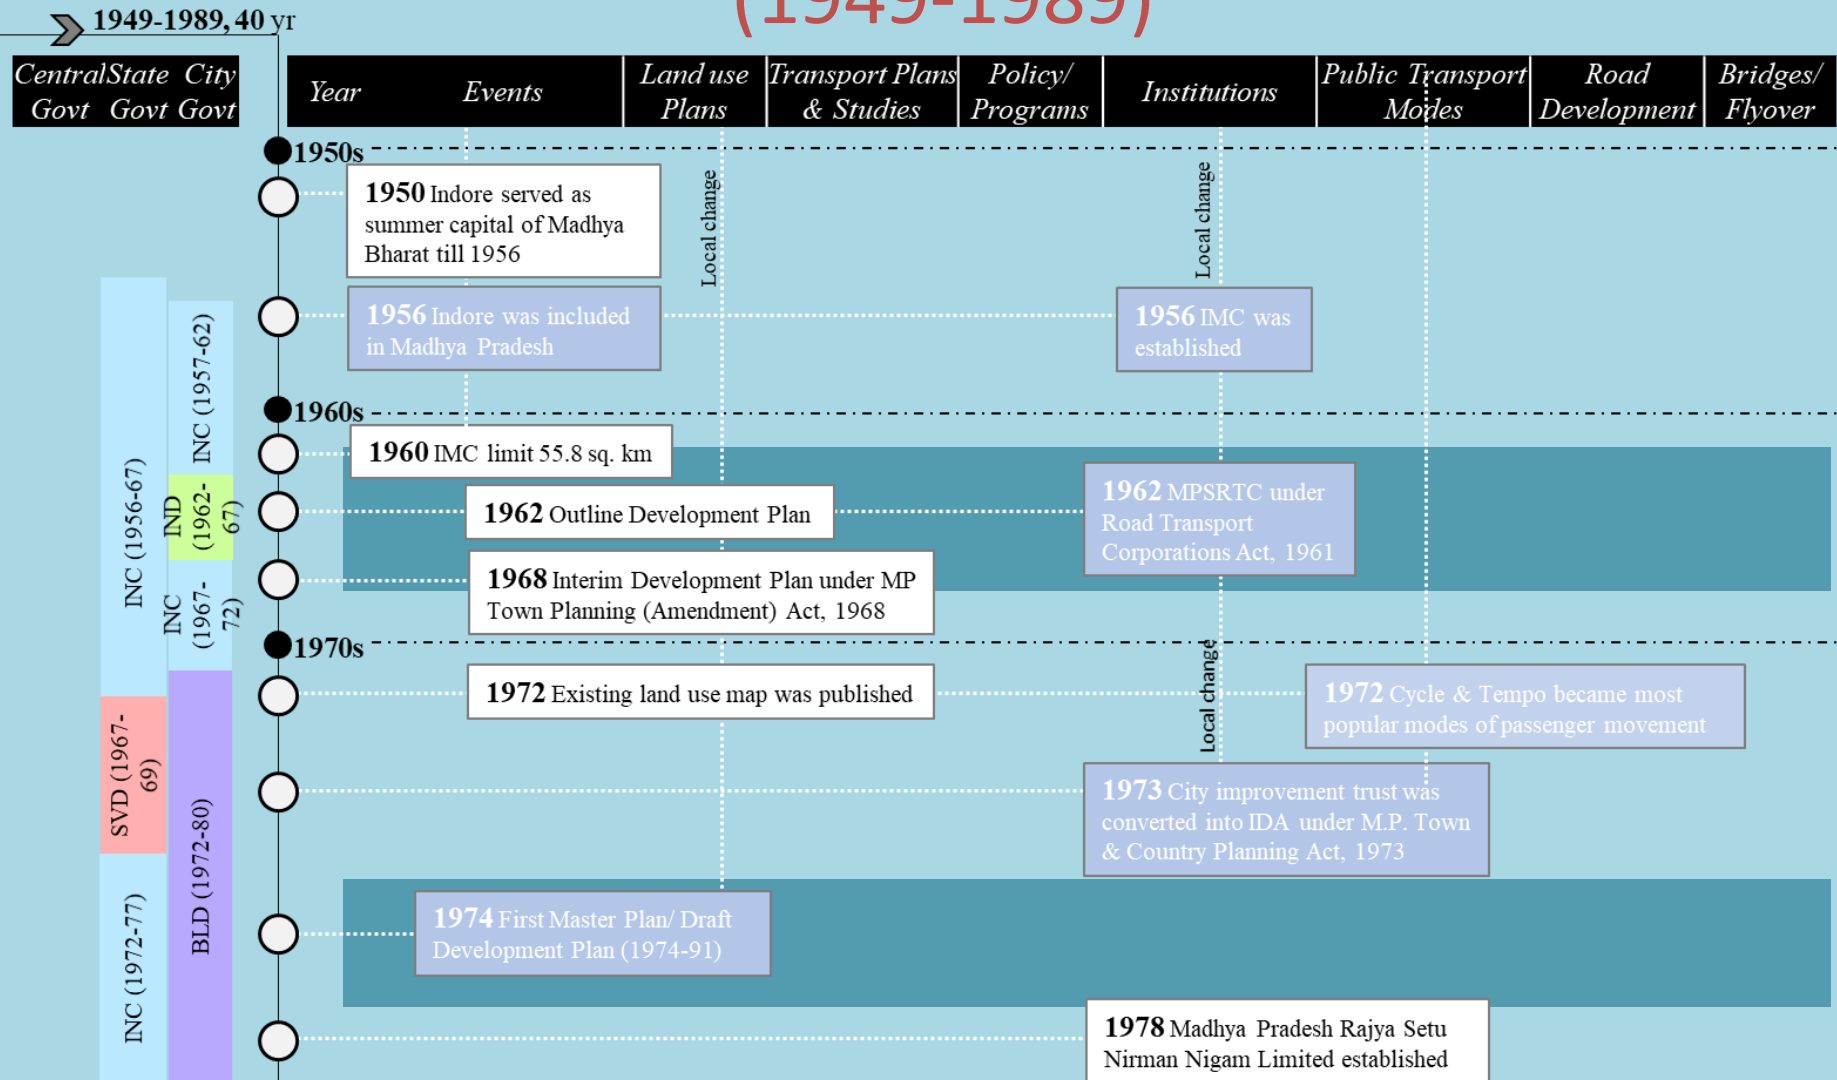 (1949-1989)
1949-1989, 40 yr
Central State City
Govt Govt Govt
Year
Events
Land use
Plans
Transport Plans
& Studies
Policy/
Programs
Institutions
Public Transport
Modes
Road
Development
Bridges/
Flyover
1950s
1950 Indore served as
summer capital of Madhya
Bharat till 1956
Local change
Local change
1956 Indore was included
in Madhya Pradesh
1956 IMC was
established
INC (1957-62)
1960s
1960 IMC limit 55.8 sq. km
INC (1956-67)
IND
(1962-
67)
1962 Outline Development Plan
1962 MPSRTC under
Road Transport
Corporations Act, 1961
INC
(1967-
72)
1968 Interim Development Plan under MP
Town Planning (Amendment) Act, 1968
1970s
Local change
1972 Existing land use map was published
1972 Cycle & Tempo became most
popular modes of passenger movement
SVD (1967-
69)
BLD (1972-80)
1973 City improvement trust was
converted into IDA under M.P. Town
& Country Planning Act, 1973
INC (1972-77)
1974 First Master Plan/ Draft
Development Plan (1974-91)
1978 Madhya Pradesh Rajya Setu
Nirman Nigam Limited established